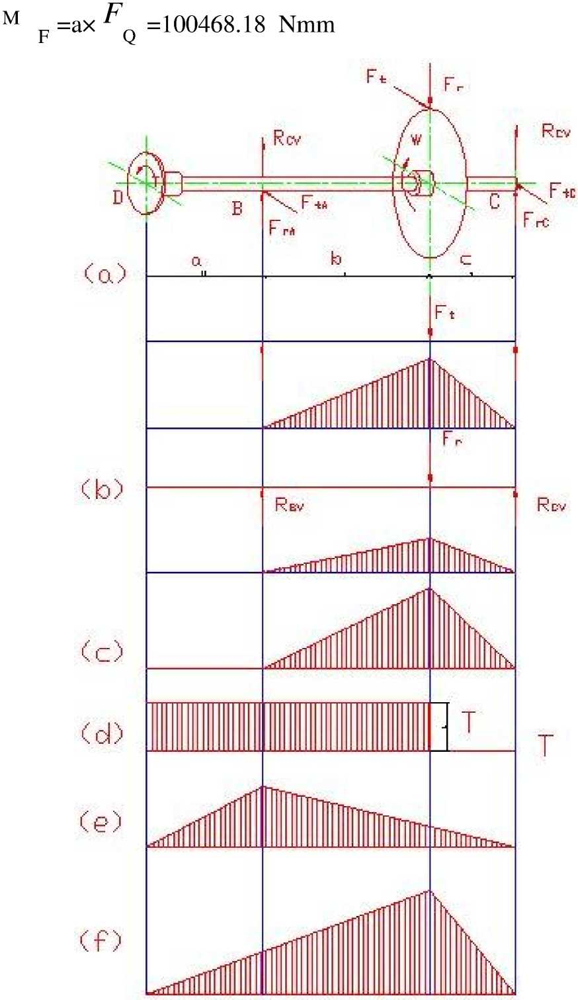 M F =a× F Q =100468.18 Nmm
Ft Fr
RCV RCV
W
D B FtA C FtC
FrA FrC
a b c
(a)
Ft
Fr
(b)
RBV RCV
(c)
(d) T T
(e)
(f)